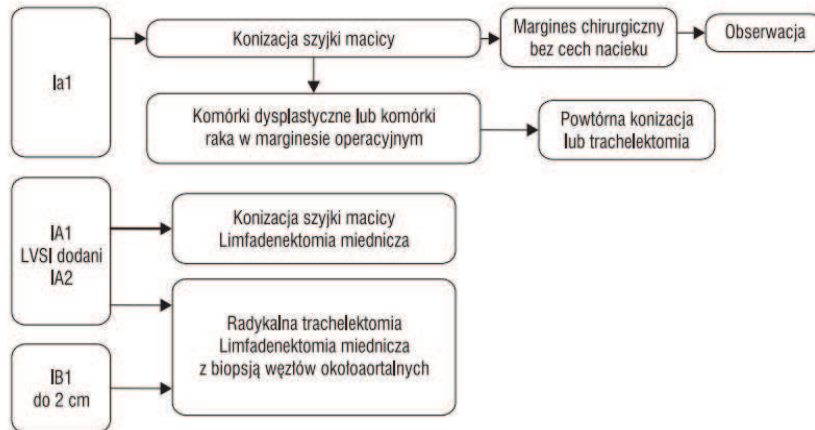 Ia1
Konizacja szyjki macicy
Margines chirurgiczny
bez cech nacieku
Obserwacja
Komórki dysplastyczne lub komórki
raka w marginesie operacyjnym
Powtórna konizacja
lub trachelektomia
IA1
LVSI dodani
IA2
Konizacja szyjki macicy
Limfadenektomia miednicza
Radykalna trachelektomia
Limfadenektomia miednicza
z biopsją węzłów okołoaortalnych
IB1
do 2 cm